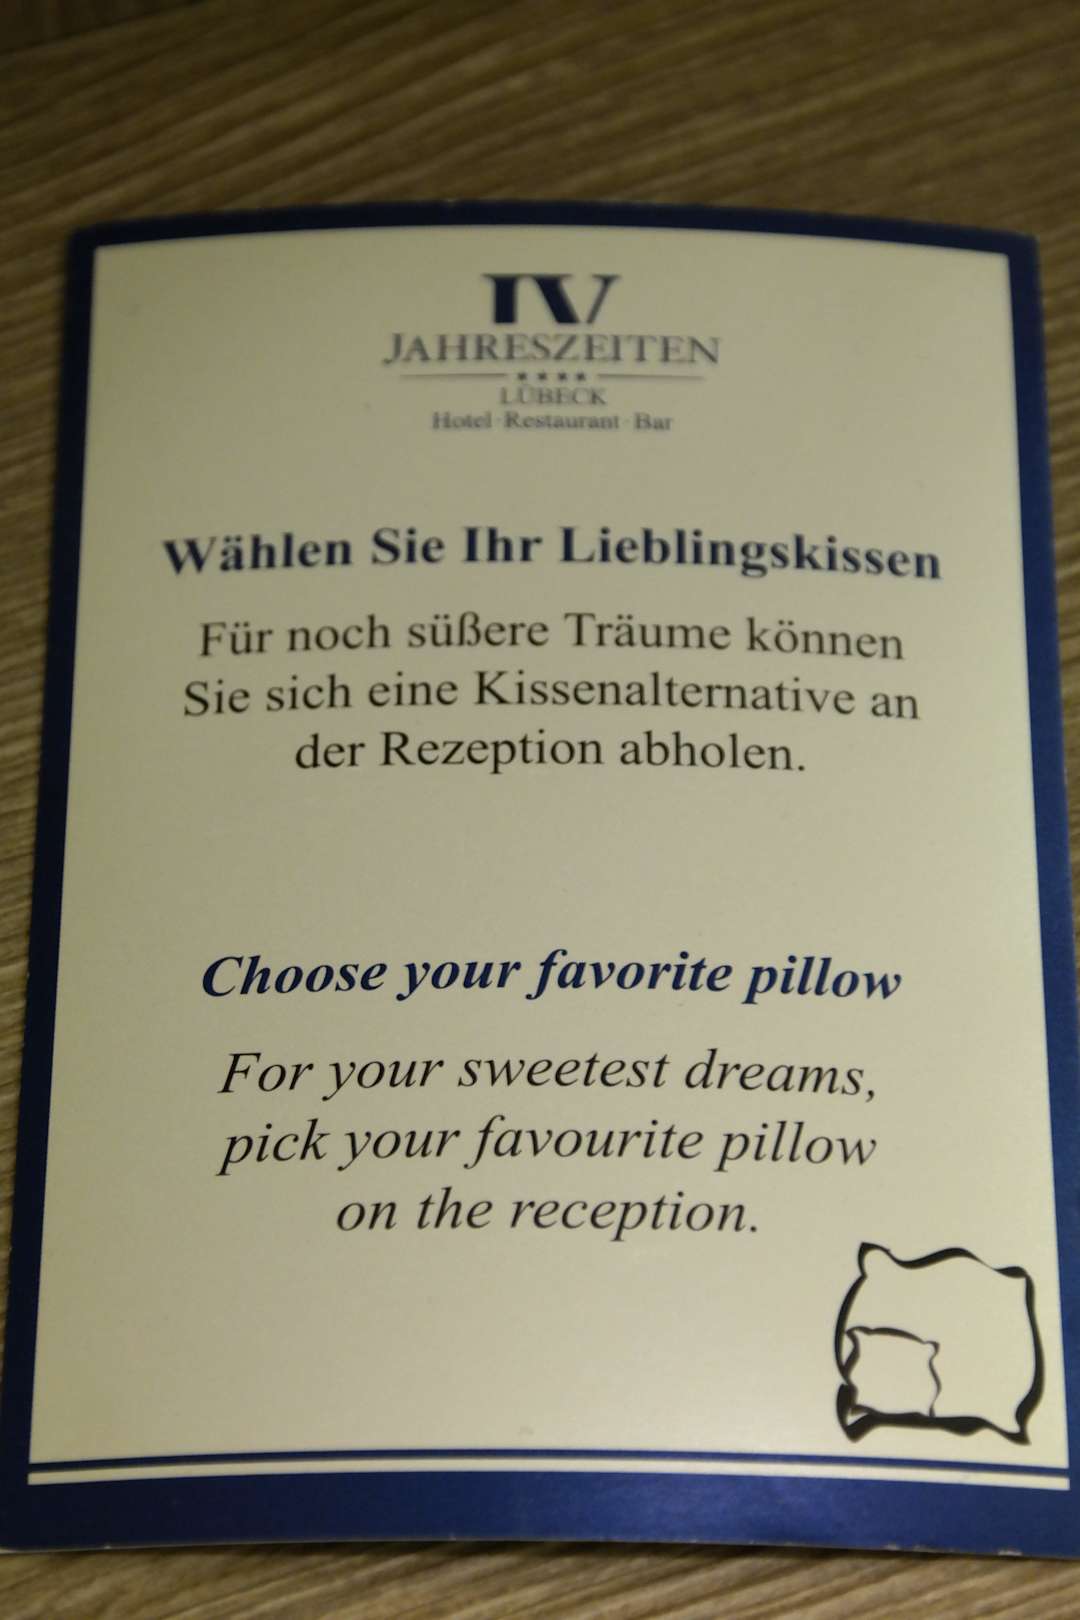 IV
JAHRESZEITEN
★★★★
LÜBECK
Hotel · Restaurant · Bar
Wählen Sie Ihr Lieblingskissen
Für noch süßere Träume können
Sie sich eine Kissenalternative an
der Rezeption abholen.
Choose your favorite pillow
For your sweetest dreams,
pick your favourite pillow
on the reception.